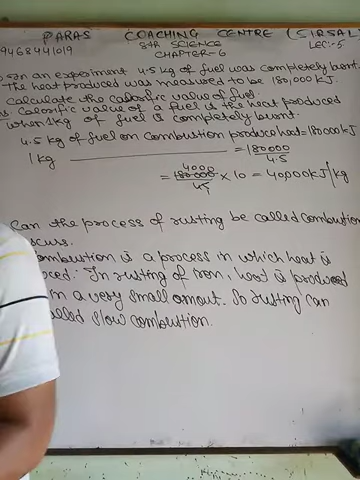 PARAS COACHING CENTRE (SIRSAL)
9468441019 8TH SCIENCE LEC:-5
CHAPTER-6
In an experiment 4.5 kg of fuel was completely burnt.
The heat produced was measured to be 180,000 KJ.
Calculate the calorific value of fuel.
Calorific value of a fuel is the heat produced
when 1kg of fuel is completely burnt.
4.5 kg of fuel on combustion produce heat = 180000 KJ
1 kg = 180000/4.5
= 180000/45 × 10 = 40,000 KJ/kg
4000
Can the process of rusting be called combustion
combustion is a process in which heat is
In rusting of iron, heat is produced
in a very small amount. So rusting can
called slow combustion.